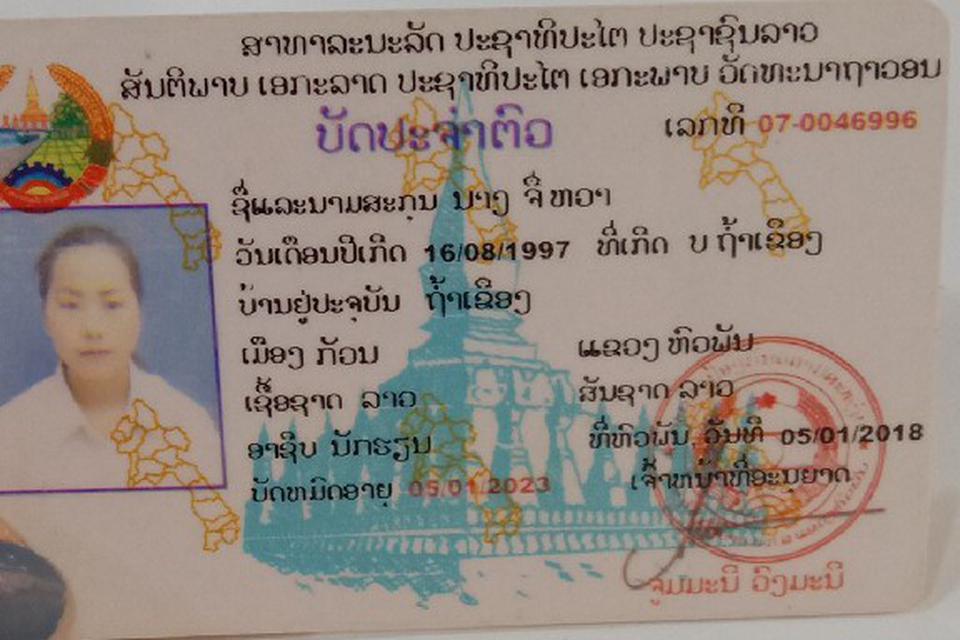 ສາທາລະນະລັດ ປະຊາທິປະໄຕ ປະຊາຊົນລາວ
ສັນຕິພາບ ເອກະລາດ ປະຊາທິປະໄຕ ເອກະພາບ ວັດທະນາຖາວອນ
ບັດປະຈຳຕົວ ເລກທີ 07-0046996
ຊື່ແລະນາມສະກຸນ ນາງ ຈື່ ຫວາ
ວັນເດືອນປີເກີດ 16/08/1997 ທີ່ເກີດ ບ ຖ້ຳເຂືອງ
ບ້ານຢູ່ປະຈຸບັນ ຖ້ຳເຂືອງ
ເມືອງ ກັວນ ແຂວງ ຫົວພັນ
ເຊື້ອຊາດ ລາວ ສັນຊາດ ລາວ
ອາຊີບ ນັກຮຽນ ທີ່ຫົວພັນ, ວັນທີ 05/01/2018
ບັດຫມົດອາຍຸ 05/01/2023 ເຈົ້າຫນ້າທີ່ອະນຸຍາດ
ຈຸມມະນີ ວົງມະນີ